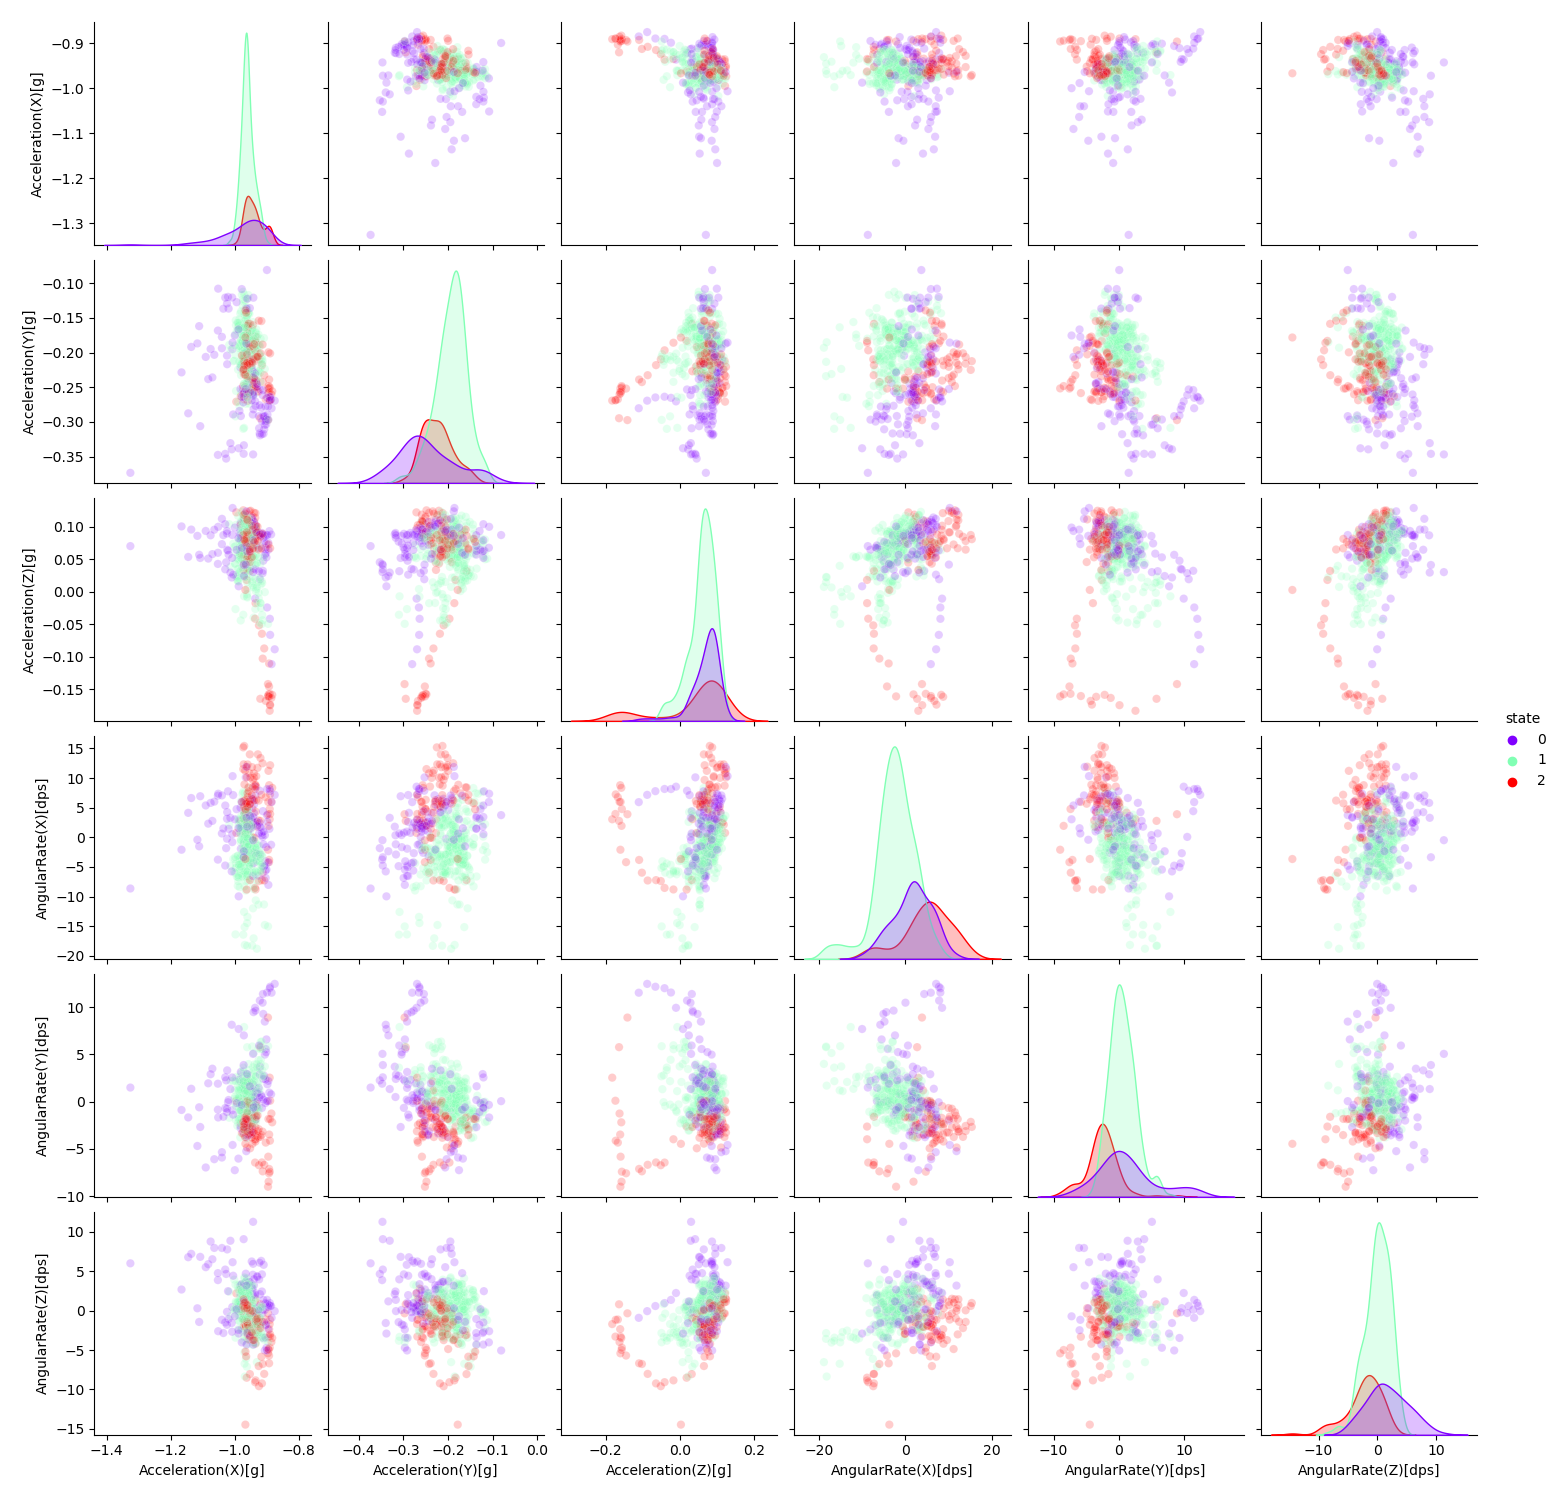 Acceleration(X)[g]
−0.9
−1.0
−1.1
−1.2
−1.3
Acceleration(Y)[g]
−0.10
−0.15
−0.20
−0.25
−0.30
−0.35
Acceleration(Z)[g]
0.10
0.05
0.00
−0.05
−0.10
−0.15
state
0
1
2
AngularRate(X)[dps]
15
10
5
0
−5
−10
−15
−20
AngularRate(Y)[dps]
10
5
0
−5
−10
AngularRate(Z)[dps]
10
5
0
−5
−10
−15
−1.4 −1.2 −1.0 −0.8
Acceleration(X)[g]
−0.4 −0.3 −0.2 −0.1 0.0
Acceleration(Y)[g]
−0.2 0.0 0.2
Acceleration(Z)[g]
−20 0 20
AngularRate(X)[dps]
−10 0 10
AngularRate(Y)[dps]
−10 0 10
AngularRate(Z)[dps]